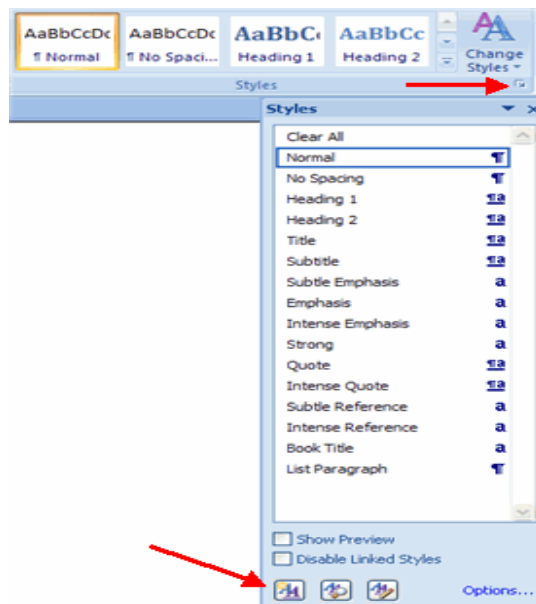 AaBbCcDc AaBbCcDc AaBbC AaBbCc
¶ Normal ¶ No Spaci... Heading 1 Heading 2 Change Styles
Styles
Styles
Clear All
Normal ¶
No Spacing ¶
Heading 1 ¶a
Heading 2 ¶a
Title ¶a
Subtitle ¶a
Subtle Emphasis a
Emphasis a
Intense Emphasis a
Strong a
Quote ¶a
Intense Quote ¶a
Subtle Reference a
Intense Reference a
Book Title a
List Paragraph ¶
Show Preview
Disable Linked Styles
Options...